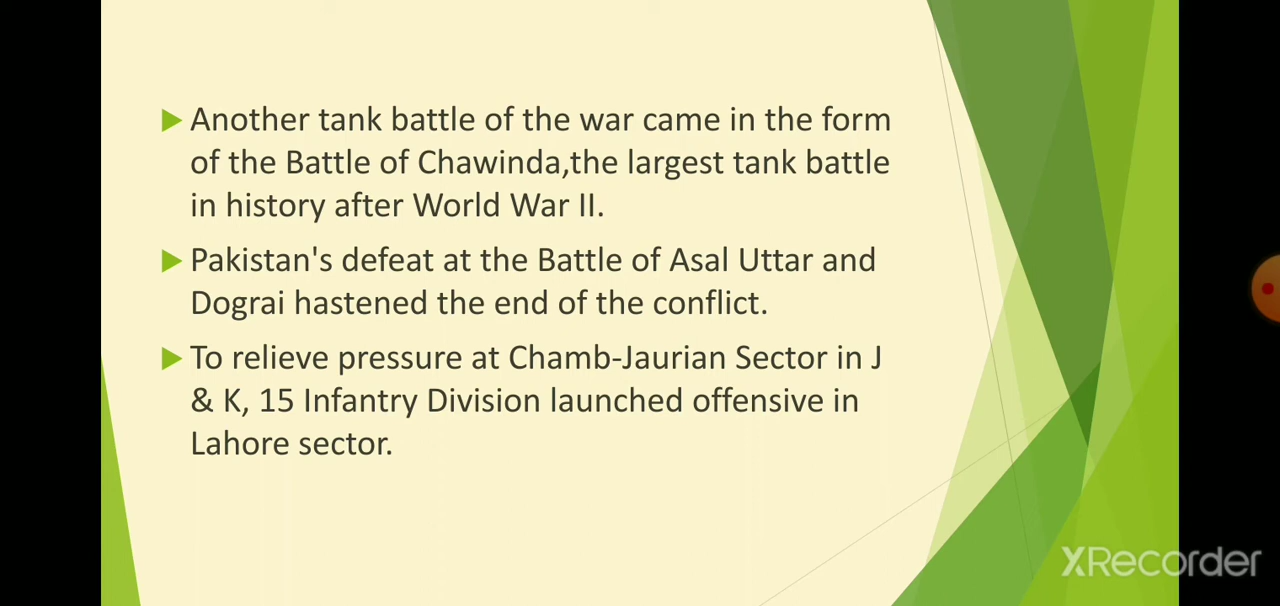 Another tank battle of the war came in the form
of the Battle of Chawinda,the largest tank battle
in history after World War II.
Pakistan's defeat at the Battle of Asal Uttar and
Dograi hastened the end of the conflict.
To relieve pressure at Chamb-Jaurian Sector in J
& K, 15 Infantry Division launched offensive in
Lahore sector.
XRecorder